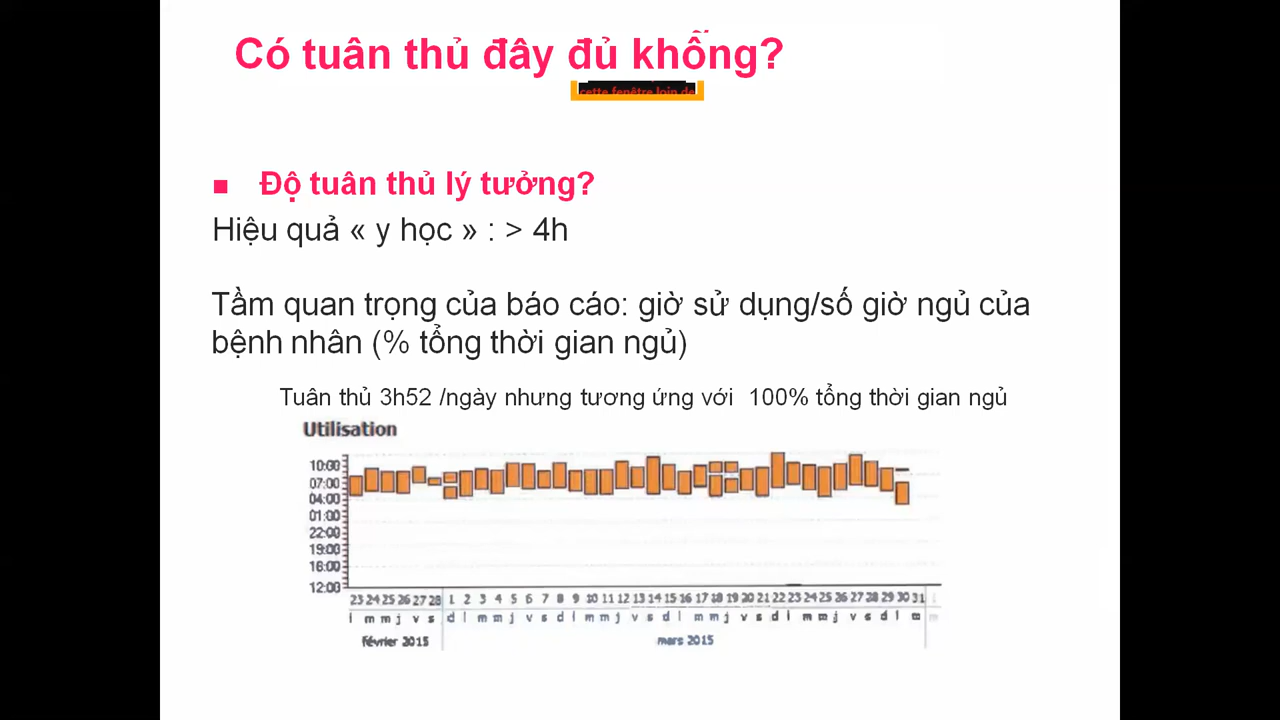 Có tuân thủ đây đủ khỗng?
cette fenêtre loin de
■ Độ tuân thủ lý tưởng?
Hiệu quả « y học » : > 4h
Tầm quan trọng của báo cáo: giờ sử dụng/số giờ ngủ của
bệnh nhân (% tổng thời gian ngủ)
Tuân thủ 3h52 /ngày nhưng tương ứng với 100% tổng thời gian ngủ
Utilisation
10:00
07:00
04:00
01:00
22:00
19:00
16:00
12:00
23 24 25 26 27 28 1 2 3 4 5 6 7 8 9 10 11 12 13 14 15 16 17 18 19 20 21 22 23 24 25 26 27 28 29 30 31 1
l m m j v s d l m m j v s d l m m j v s d l m m j v s d l m m j v s d l m m
février 2015 mars 2015